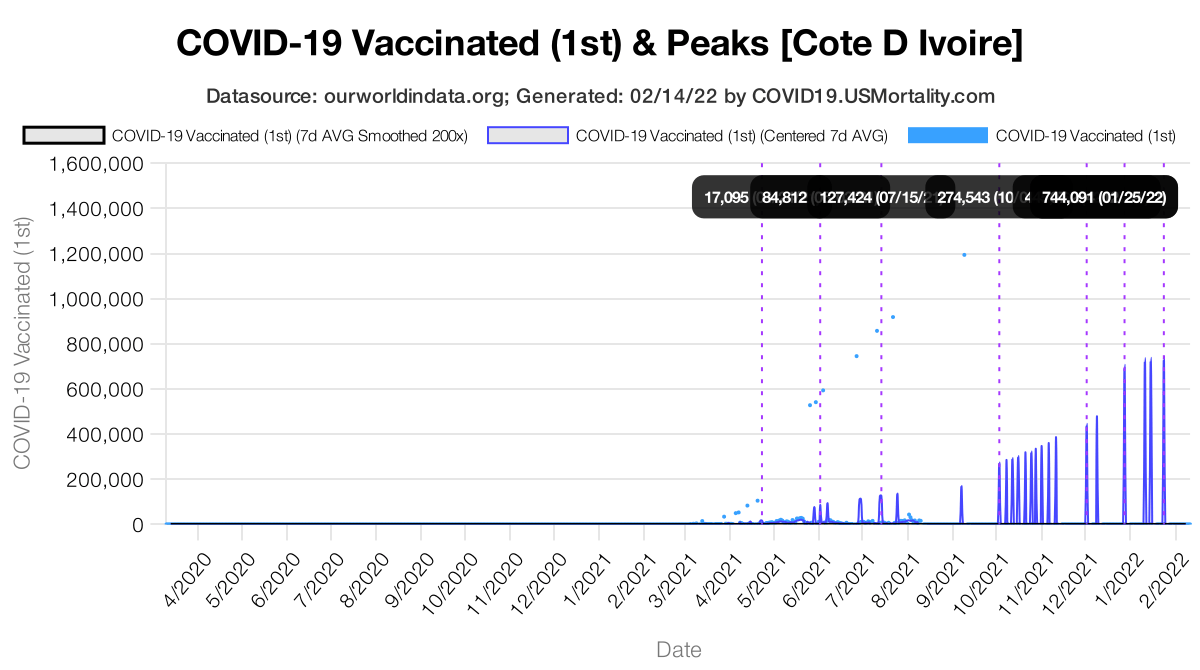 COVID-19 Vaccinated (1st) & Peaks [Cote D Ivoire]
Datasource: ourworldindata.org; Generated: 02/14/22 by COVID19.USMortality.com
COVID-19 Vaccinated (1st) (7d AVG Smoothed 200x) COVID-19 Vaccinated (1st) (Centered 7d AVG) COVID-19 Vaccinated (1st)
1,600,000
17,095 84,812 127,424 (07/15/ 274,543 (10/ 744,091 (01/25/22)
1,400,000
1,200,000
1,000,000
800,000
600,000
400,000
200,000
0
COVID-19 Vaccinated (1st)
4/2020 5/2020 6/2020 7/2020 8/2020 9/2020 10/2020 11/2020 12/2020 1/2021 2/2021 3/2021 4/2021 5/2021 6/2021 7/2021 8/2021 9/2021 10/2021 11/2021 12/2021 1/2022 2/2022
Date